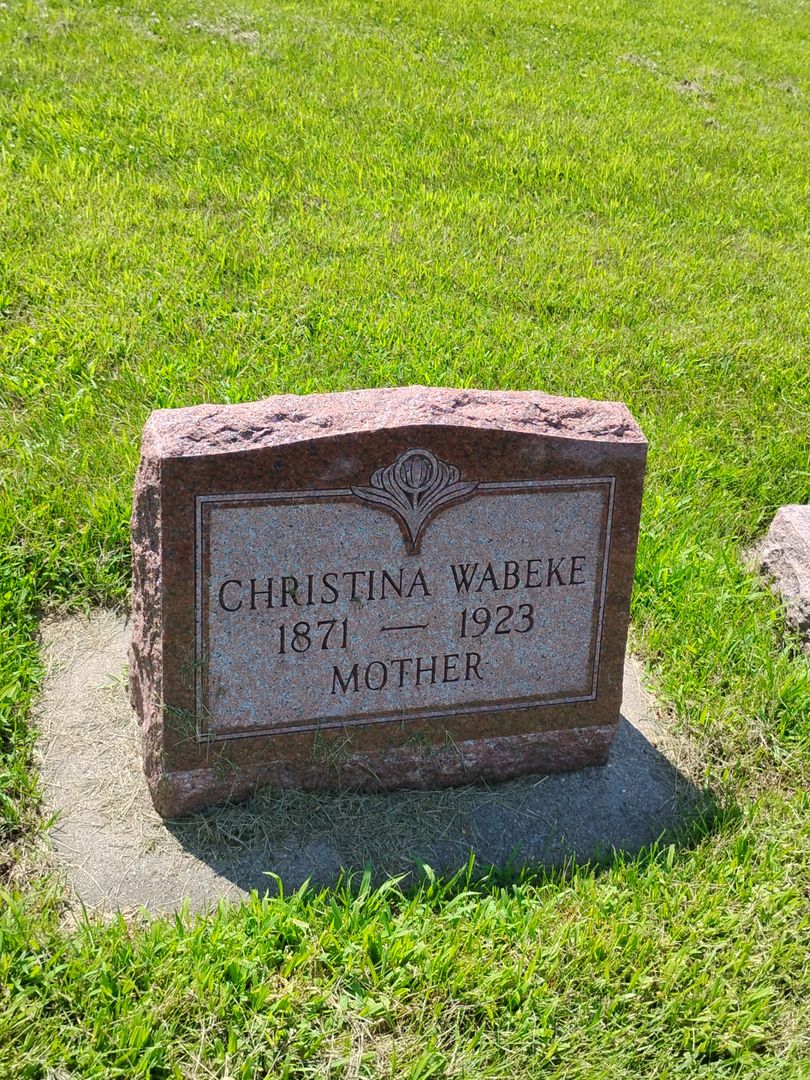 CHRISTINA WABEKE
1871 — 1923
MOTHER